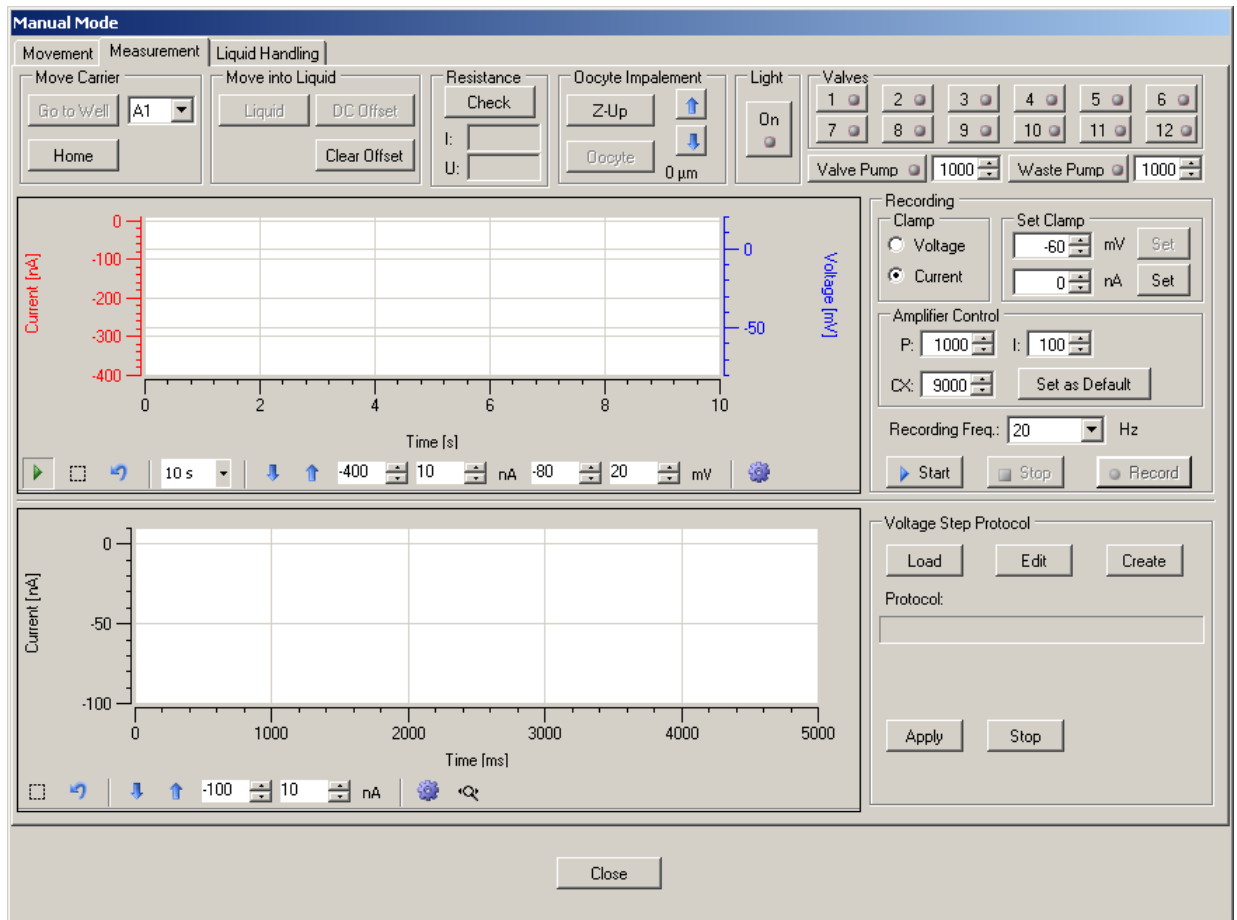 Manual Mode
Movement Measurement Liquid Handling
Move Carrier Move into Liquid Resistance Oocyte Impalement Light Valves
Go to Well A1 Liquid DC Offset Check Z-Up On 1 2 3 4 5 6
I: 7 8 9 10 11 12
Home Clear Offset U: Oocyte 0 µm Valve Pump 1000 Waste Pump 1000
Recording
Clamp Set Clamp
Voltage -60 mV Set
Current 0 nA Set
Amplifier Control
P: 1000 I: 100
CX: 9000 Set as Default
Recording Freq.: 20 Hz
Start Stop Record
Current [nA]
0
-100
-200
-300
-400
Voltage [mV]
0
-50
0 2 4 6 8 10
Time [s]
10 s -400 10 nA -80 20 mV
Current [nA]
0
-50
-100
0 1000 2000 3000 4000 5000
Time [ms]
-100 10 nA
Voltage Step Protocol
Load Edit Create
Protocol:
Apply Stop
Close